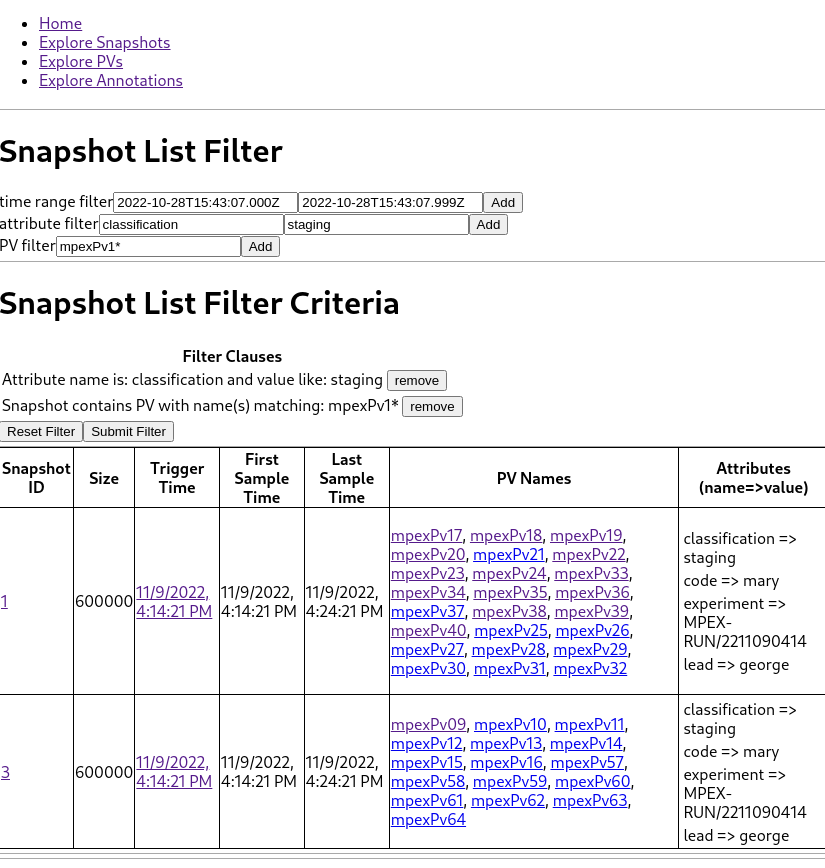 Home
Explore Snapshots
Explore PVs
Explore Annotations
Snapshot List Filter
time range filter 2022-10-28T15:43:07.000Z 2022-10-28T15:43:07.999Z Add
attribute filter classification staging Add
PV filter mpexPv1* Add
Snapshot List Filter Criteria
Filter Clauses
Attribute name is: classification and value like: staging remove
Snapshot contains PV with name(s) matching: mpexPv1* remove
Reset Filter Submit Filter
Snapshot ID
Size
Trigger Time
First Sample Time
Last Sample Time
PV Names
Attributes (name=>value)
1
600000
11/9/2022,
4:14:21 PM
11/9/2022,
4:14:21 PM
11/9/2022,
4:24:21 PM
mpexPv17, mpexPv18, mpexPv19,
mpexPv20, mpexPv21, mpexPv22,
mpexPv23, mpexPv24, mpexPv33,
mpexPv34, mpexPv35, mpexPv36,
mpexPv37, mpexPv38, mpexPv39,
mpexPv40, mpexPv25, mpexPv26,
mpexPv27, mpexPv28, mpexPv29,
mpexPv30, mpexPv31, mpexPv32
classification =>
staging
code => mary
experiment =>
MPEX-
RUN/2211090414
lead => george
3
600000
11/9/2022,
4:14:21 PM
11/9/2022,
4:14:21 PM
11/9/2022,
4:24:21 PM
mpexPv09, mpexPv10, mpexPv11,
mpexPv12, mpexPv13, mpexPv14,
mpexPv15, mpexPv16, mpexPv57,
mpexPv58, mpexPv59, mpexPv60,
mpexPv61, mpexPv62, mpexPv63,
mpexPv64
classification =>
staging
code => mary
experiment =>
MPEX-
RUN/2211090414
lead => george